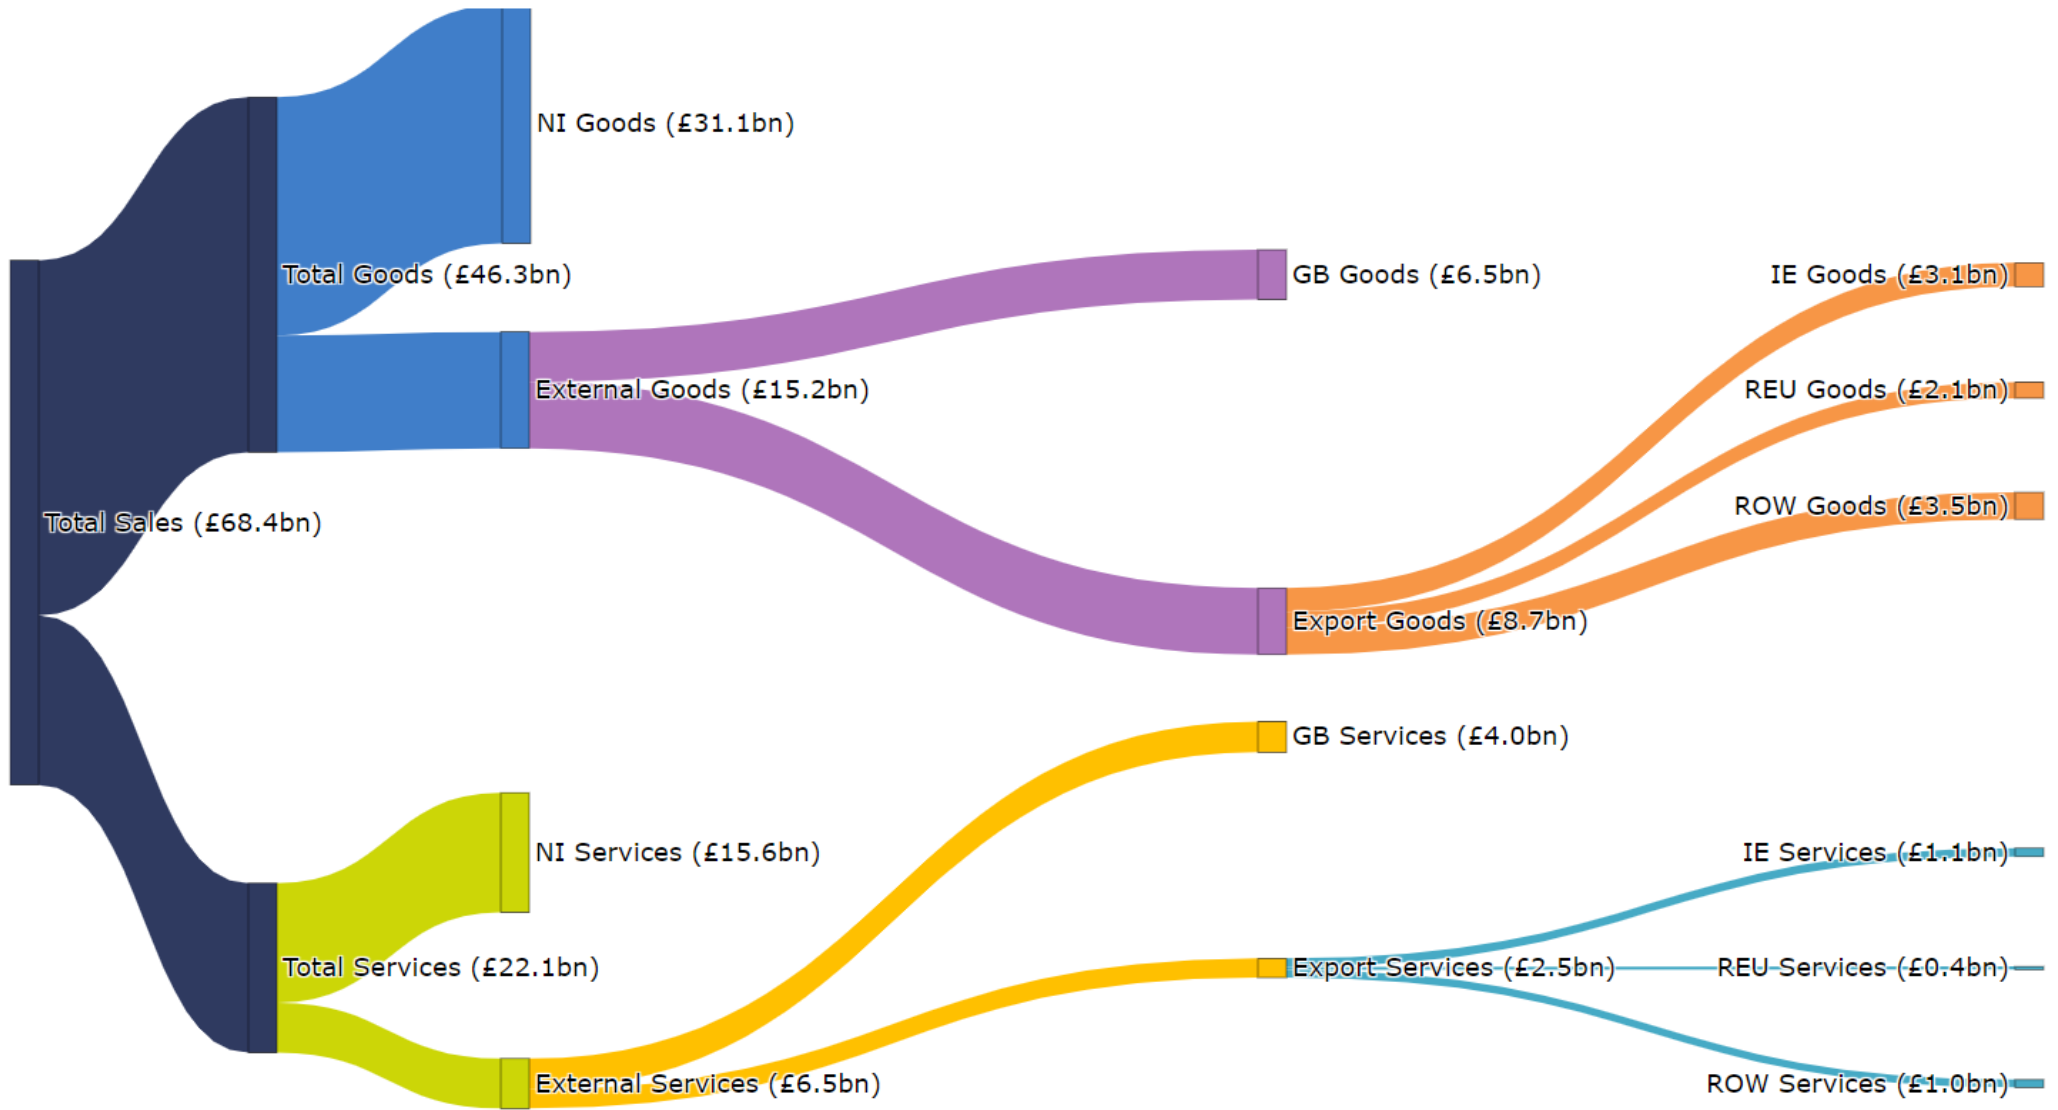 NI Goods (£31.1bn)
Total Goods (£46.3bn)
GB Goods (£6.5bn)
IE Goods (£3.1bn)
External Goods (£15.2bn)
REU Goods (£2.1bn)
ROW Goods (£3.5bn)
Total Sales (£68.4bn)
Export Goods (£8.7bn)
GB Services (£4.0bn)
NI Services (£15.6bn)
IE Services (£1.1bn)
Total Services (£22.1bn)
Export Services (£2.5bn)
REU Services (£0.4bn)
External Services (£6.5bn)
ROW Services (£1.0bn)